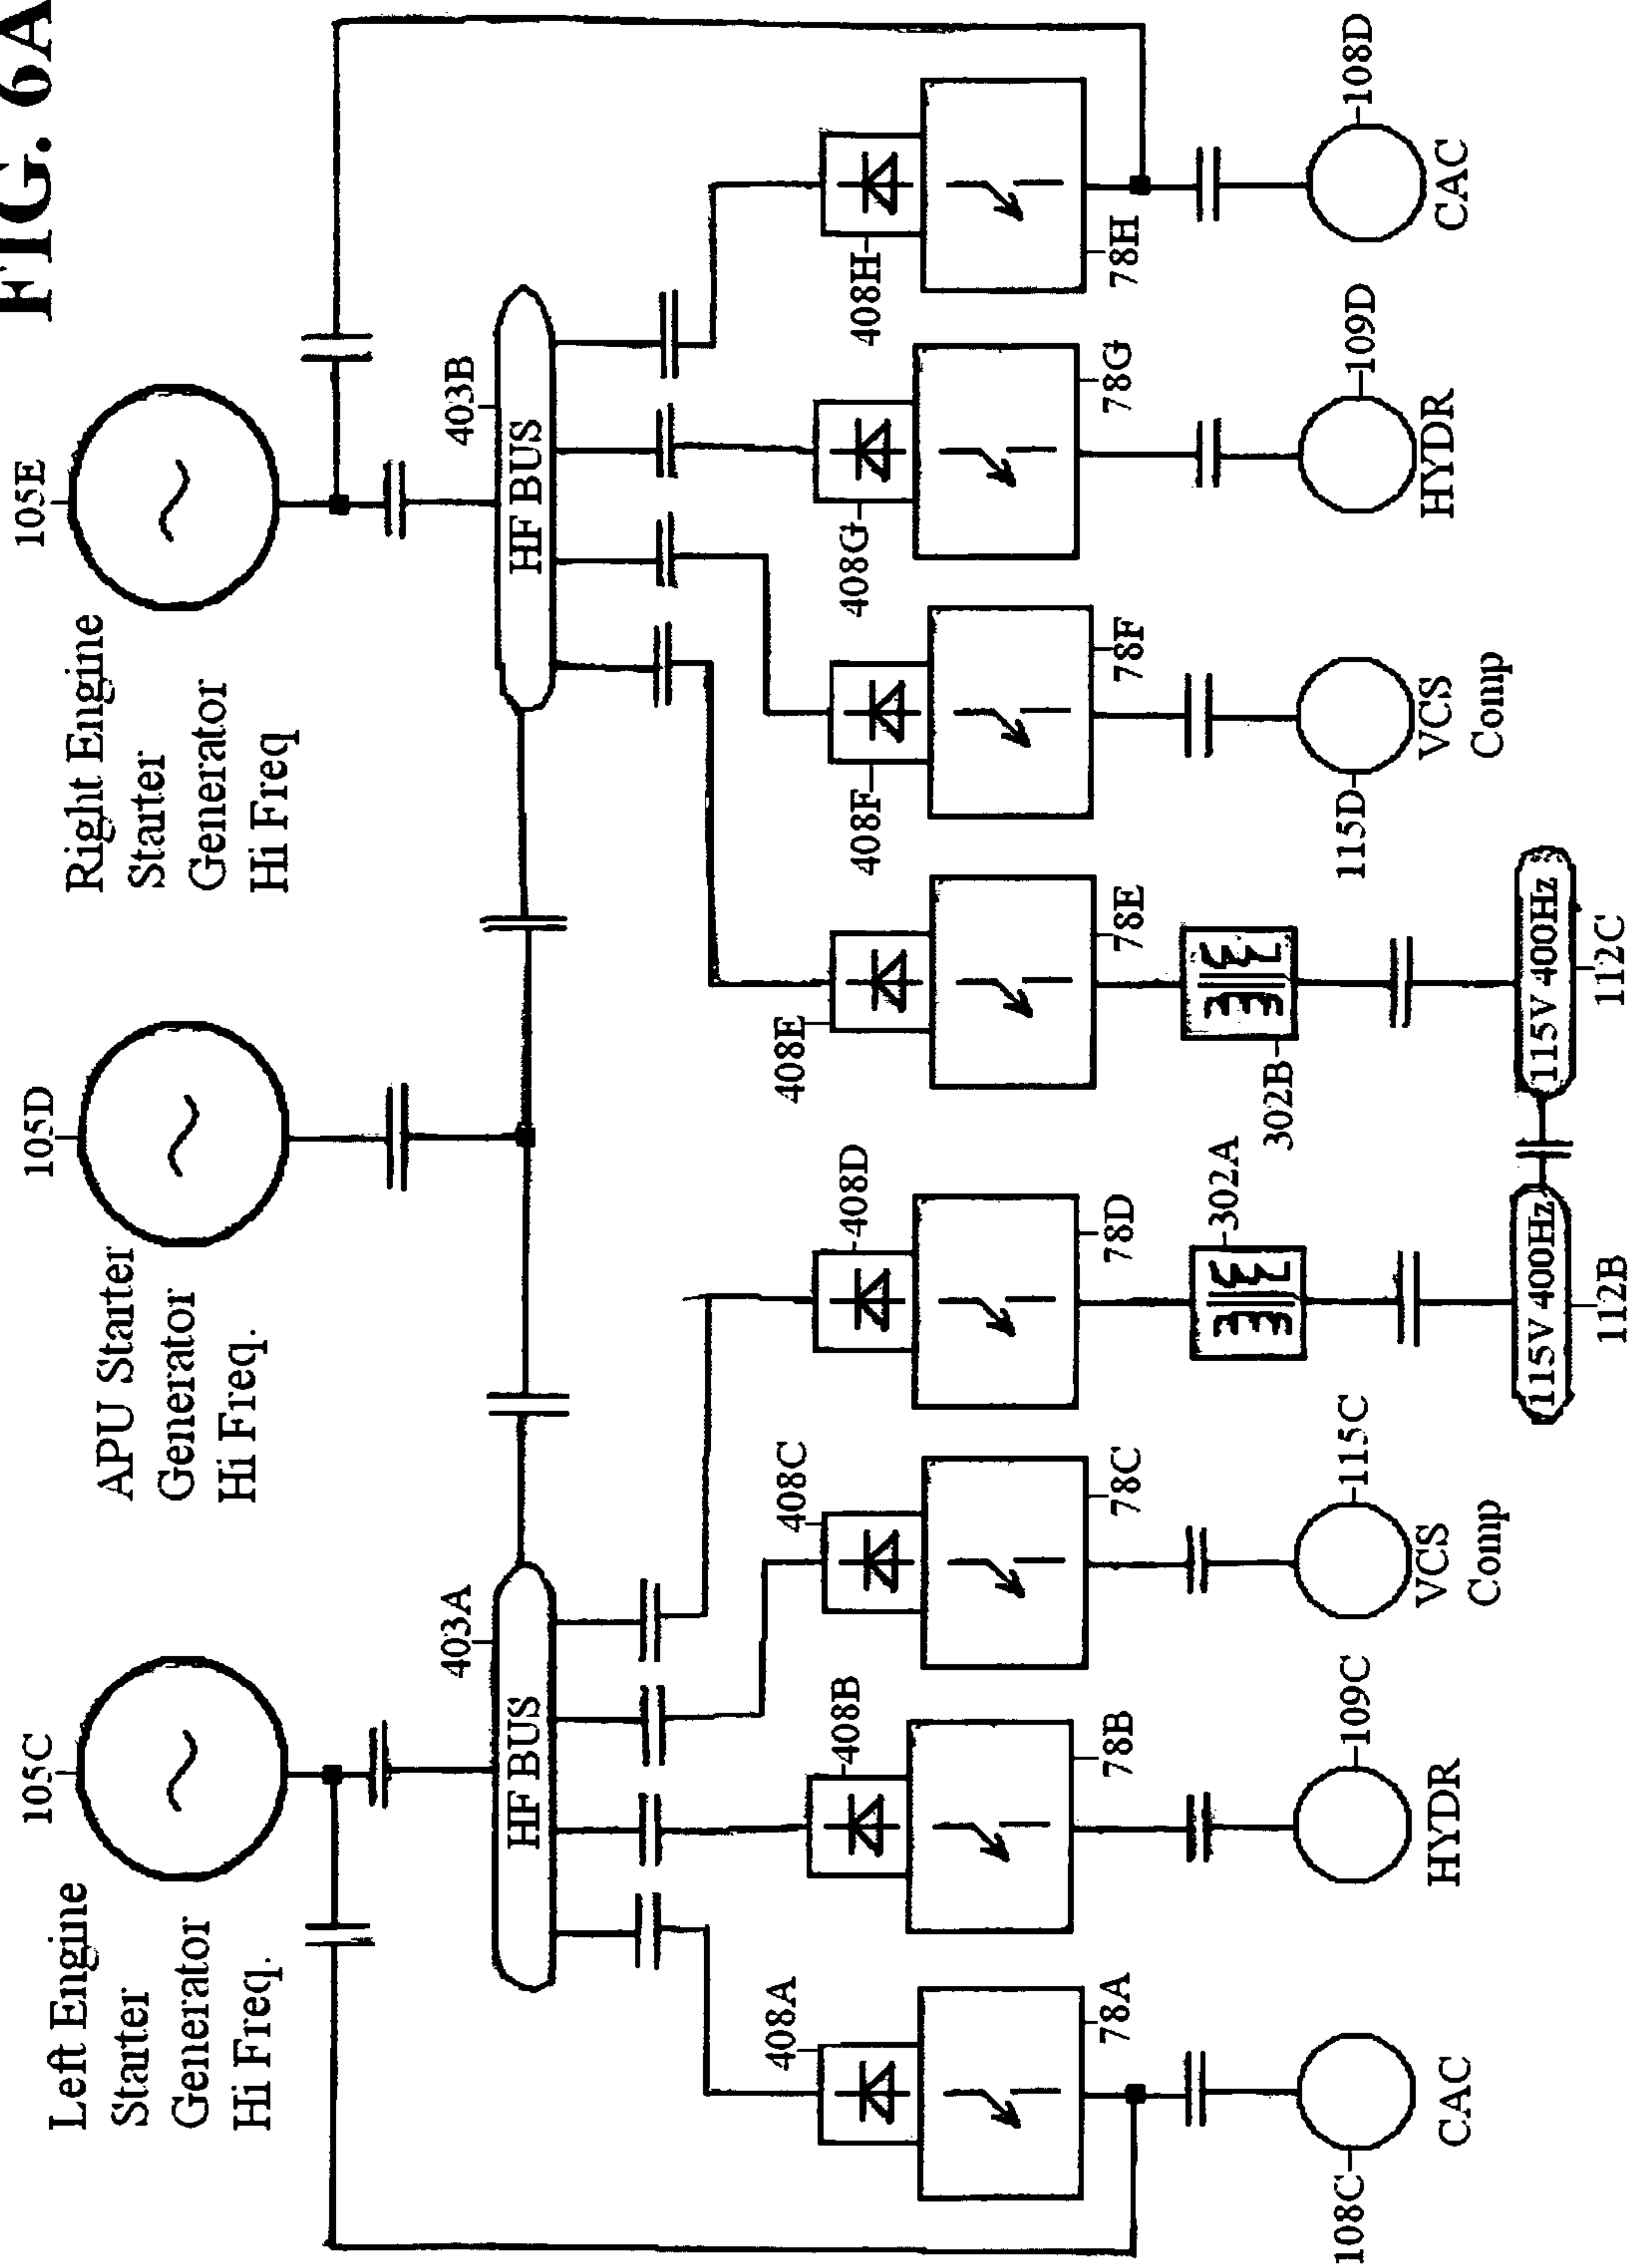 FIG. 6A
105C
Left Engine
Starter
Generator
Hi Freq.
105D
APU Starter
Generator
Hi Freq.
105E
Right Engine
Starter
Generator
Hi Freq
403A
HF BUS
403B
HF BUS
408A
408B
408C
408D
408E
408F
408G
408H
78A
78B
78C
78D
78E
78F
78G
78H
302A
302B
108C
CAC
109C
HYDR
115C
VCS
Comp
115V 400Hz
112B
115V 400Hz
112C
115D
VCS
Comp
109D
HYDR
108D
CAC